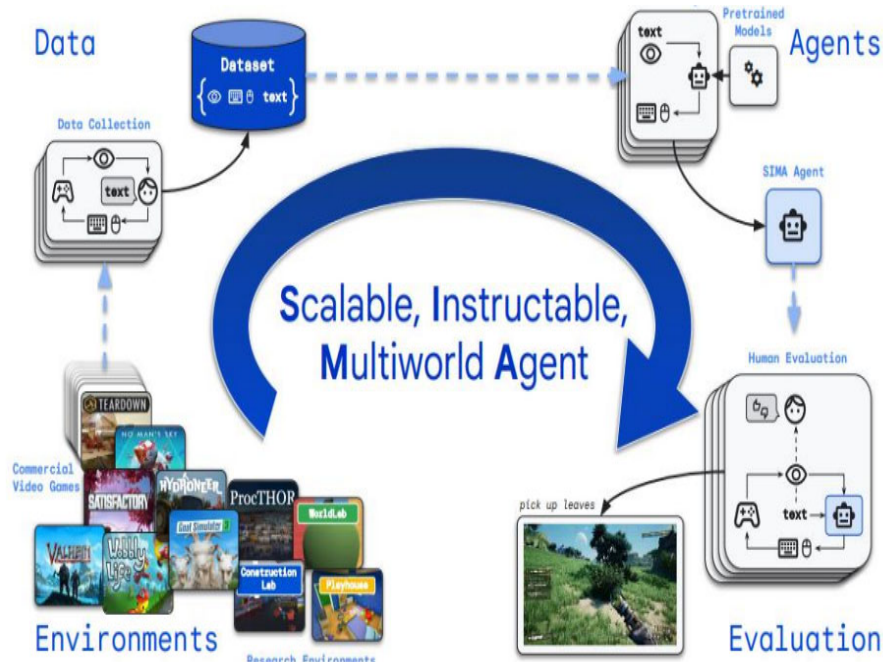 Data
Dataset
{ text}
Data Collection
text
Pretrained
Models
Agents
text
SIMA Agent
Scalable, Instructable,
Multiworld Agent
Human Evaluation
text
pick up leaves
Commercial
Video Games
TEARDOWN
NO MAN'S SKY
SATISFACTORY
HYDRONEER
ProcTHOR
WorldLab
VALHEIM
Wobbly
Life
Goat Simulator 3
Construction
Lab
Playhouse
Environments
Research Environments
Evaluation